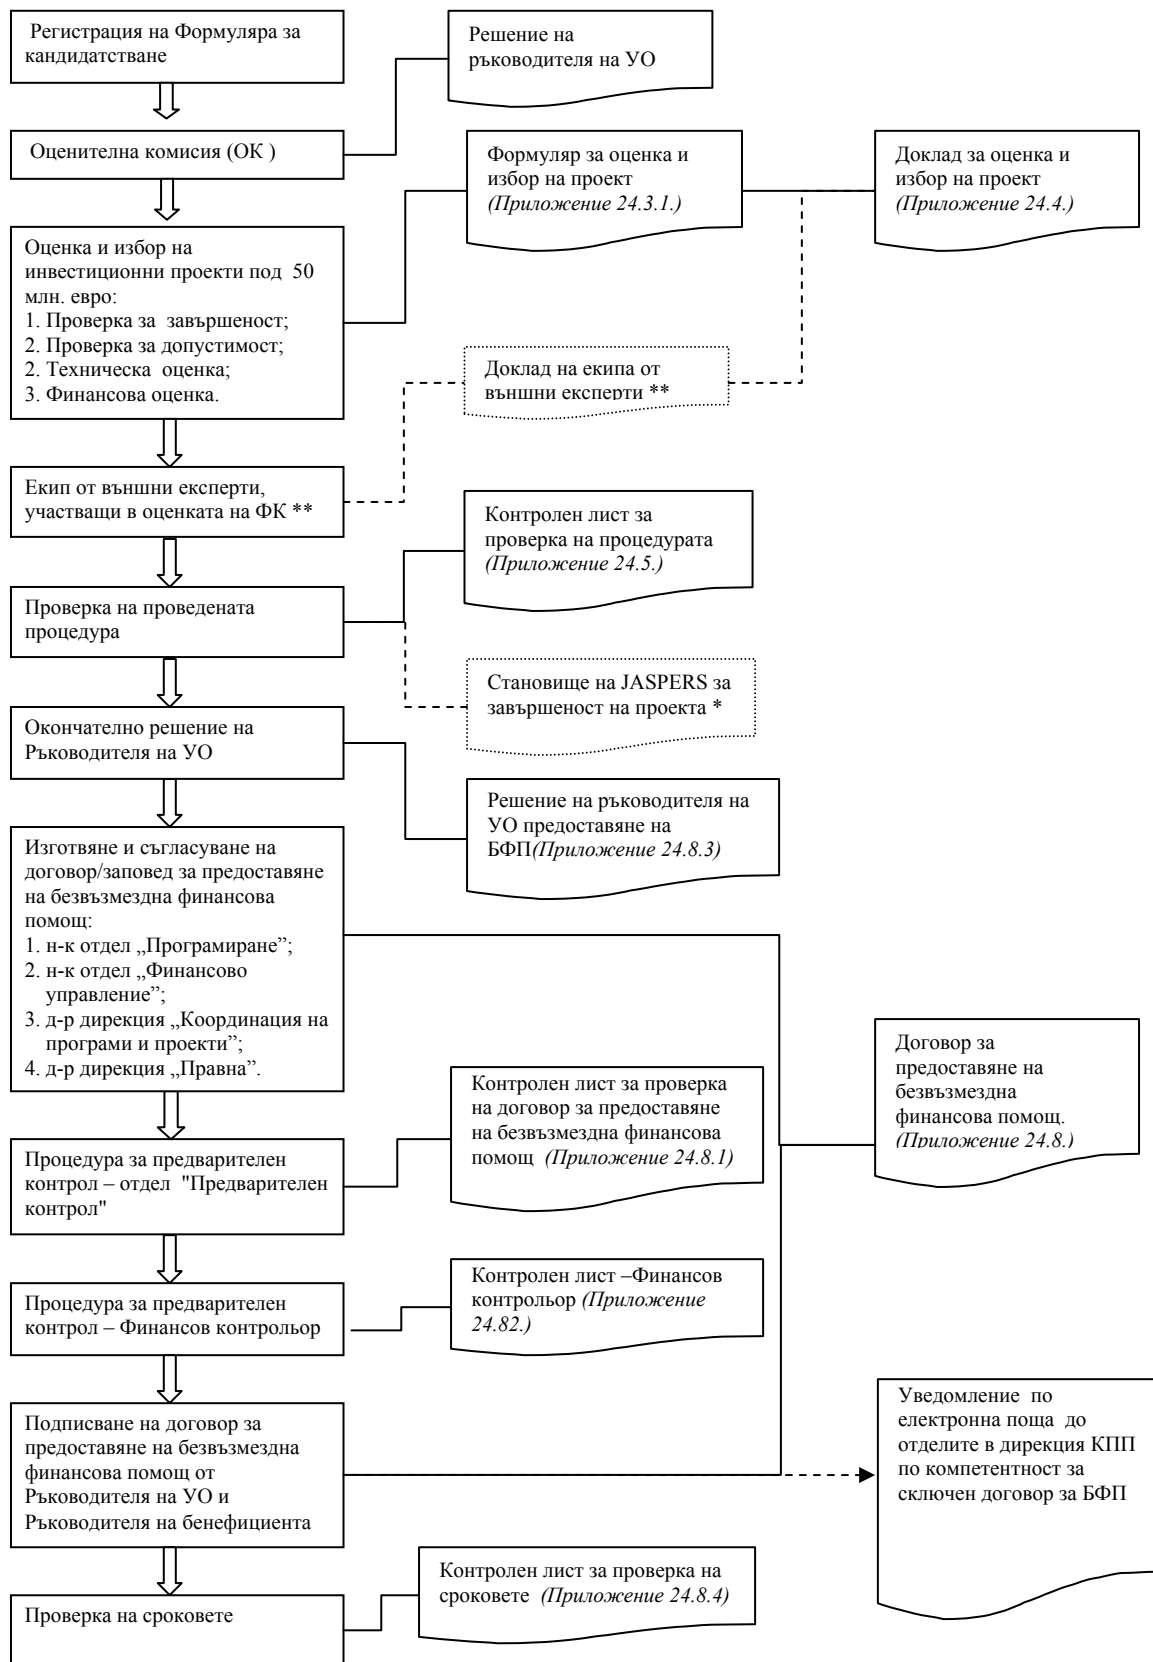 Регистрация на Формуляра за
кандидатстване
Решение на
ръководителя на УО
Оценителна комисия (ОК )
Формуляр за оценка и
избор на проект
(Приложение 24.3.1.)
Доклад за оценка и
избор на проект
(Приложение 24.4.)
Оценка и избор на
инвестиционни проекти под 50
млн. евро:
1. Проверка за завършеност;
2. Проверка за допустимост;
2. Техническа оценка;
3. Финансова оценка.
Доклад на екипа от
външни експерти **
Екип от външни експерти,
участващи в оценката на ФК **
Контролен лист за
проверка на процедурата
(Приложение 24.5.)
Проверка на проведената
процедура
Становище на JASPERS за
завършеност на проекта *
Окончателно решение на
Ръководителя на УО
Решение на ръководителя на
УО предоставяне на
БФП(Приложение 24.8.3)
Изготвяне и съгласуване на
договор/заповед за предоставяне
на безвъзмездна финансова
помощ:
1. н-к отдел „Програмиране”;
2. н-к отдел „Финансово
управление”;
3. д-р дирекция „Координация на
програми и проекти”;
4. д-р дирекция „Правна”.
Договор за
предоставяне на
безвъзмездна
финансова помощ.
(Приложение 24.8.)
Контролен лист за проверка
на договор за предоставяне
на безвъзмездна финансова
помощ (Приложение 24.8.1)
Процедура за предварителен
контрол – отдел "Предварителен
контрол"
Контролен лист –Финансов
контрольор (Приложение
24.82.)
Процедура за предварителен
контрол – Финансов контрольор
Подписване на договор за
предоставяне на безвъзмездна
финансова помощ от
Ръководителя на УО и
Ръководителя на бенефициента
Уведомление по
електронна поща до
отделите в дирекция КПП
по компетентност за
сключен договор за БФП
Контролен лист за проверка на
сроковете (Приложение 24.8.4)
Проверка на сроковете